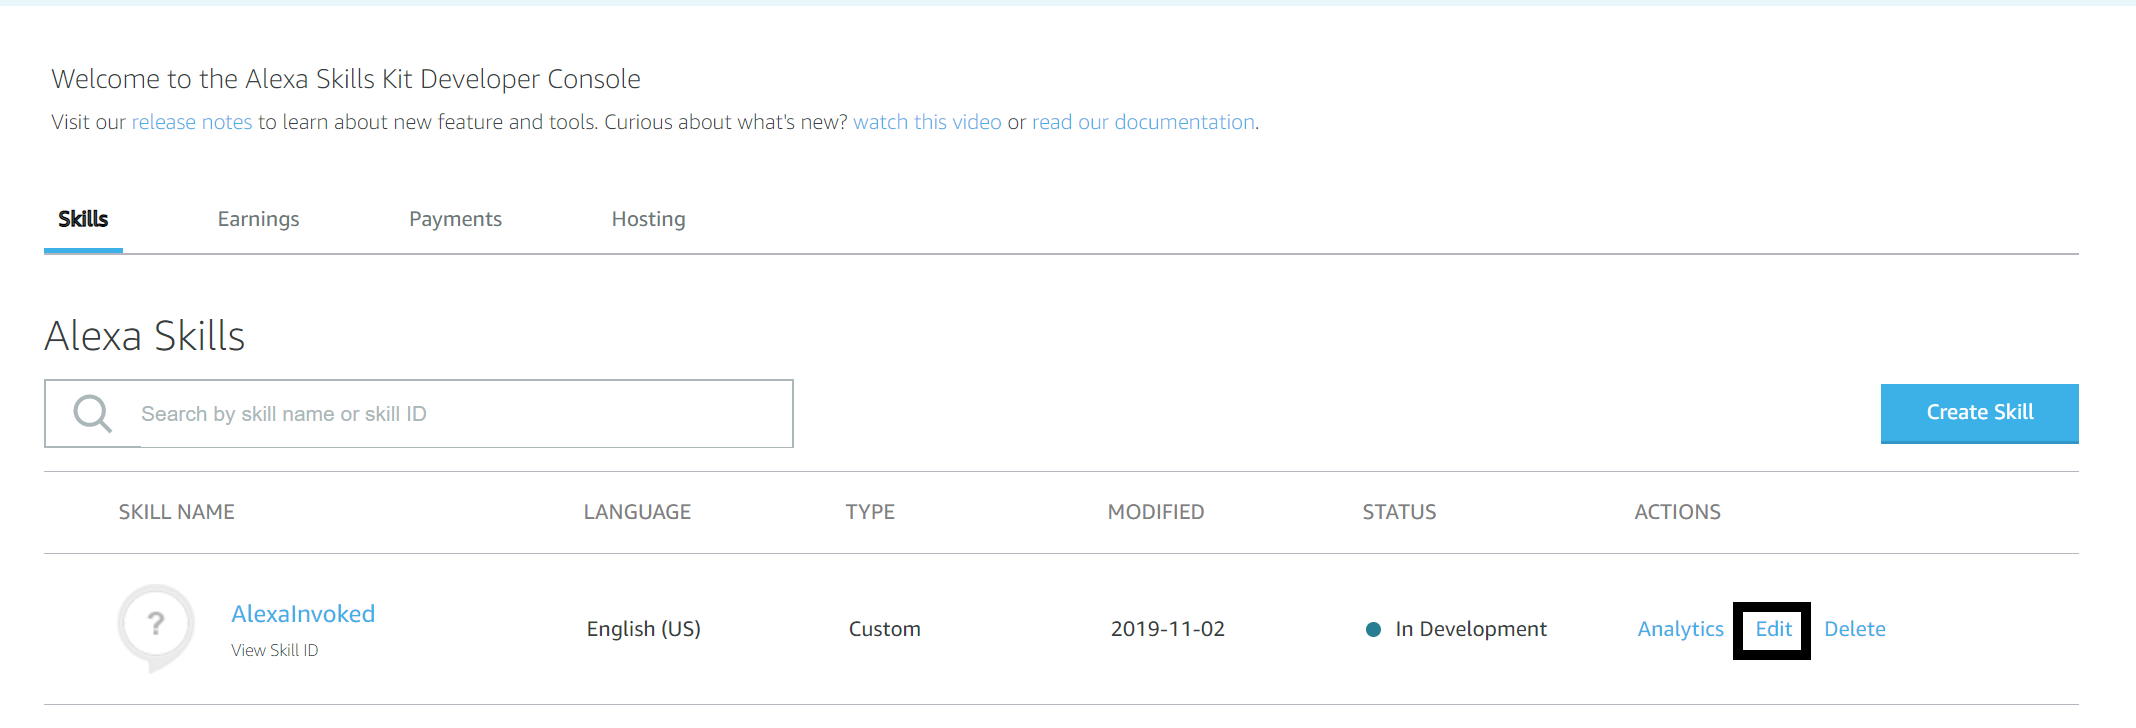 Welcome to the Alexa Skills Kit Developer Console
Visit our release notes to learn about new feature and tools. Curious about what's new? watch this video or read our documentation.
Skills Earnings Payments Hosting
Alexa Skills
Search by skill name or skill ID
Create Skill
SKILL NAME LANGUAGE TYPE MODIFIED STATUS ACTIONS
?
AlexaInvoked
View Skill ID
English (US) Custom 2019-11-02 In Development Analytics Edit Delete